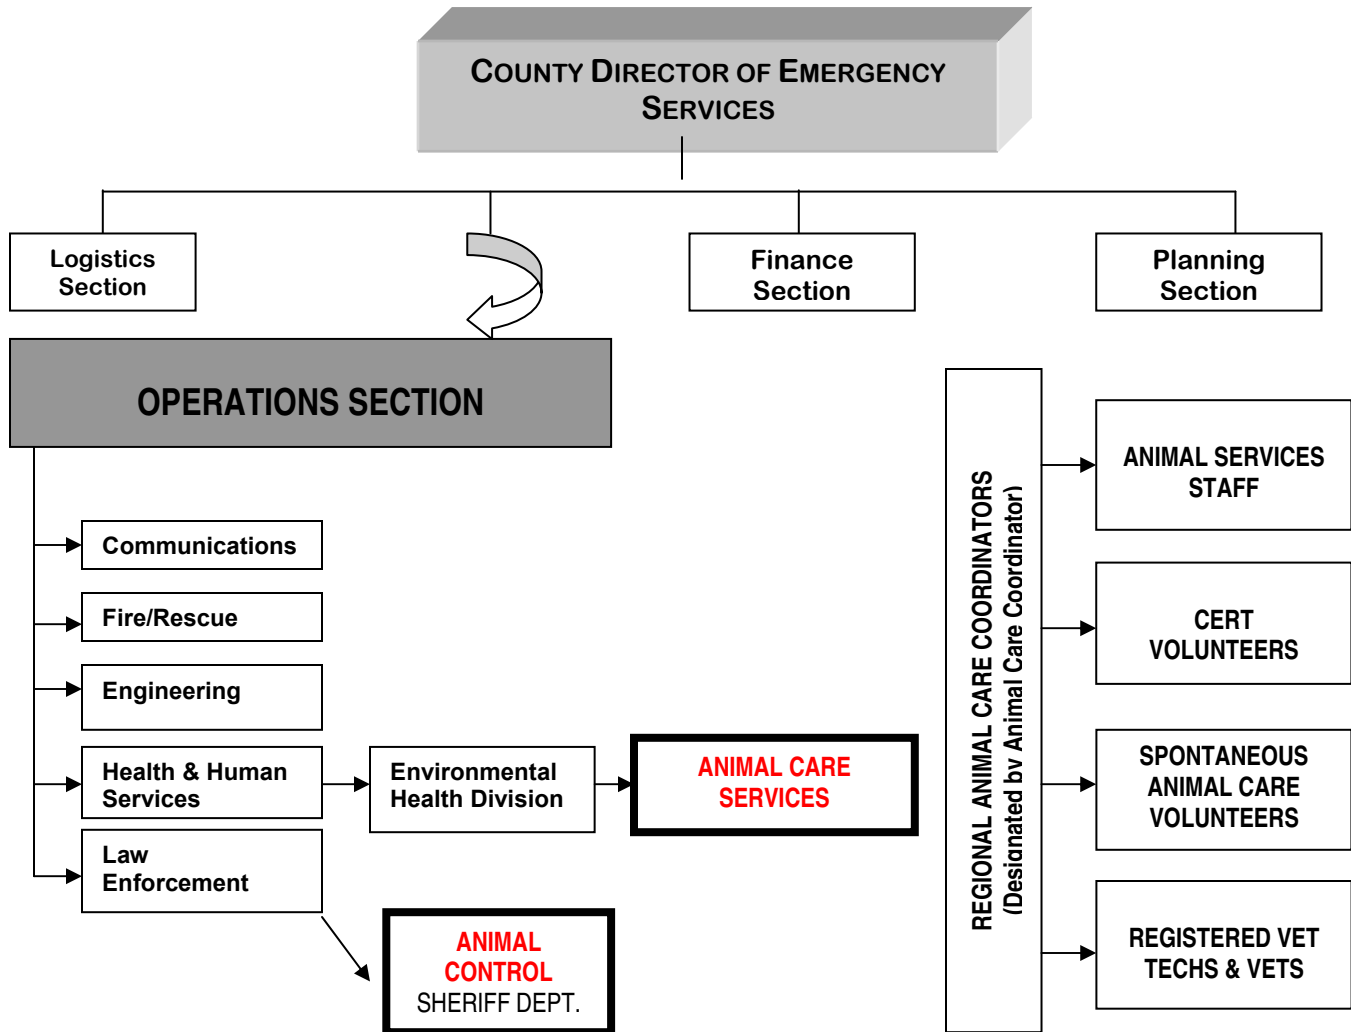 COUNTY DIRECTOR OF EMERGENCY
SERVICES
Logistics
Section
Finance
Section
Planning
Section
OPERATIONS SECTION
Communications
Fire/Rescue
Engineering
Health & Human
Services
Environmental
Health Division
ANIMAL CARE
SERVICES
Law
Enforcement
ANIMAL
CONTROL
SHERIFF DEPT.
REGIONAL ANIMAL CARE COORDINATORS
(Designated by Animal Care Coordinator)
ANIMAL SERVICES
STAFF
CERT
VOLUNTEERS
SPONTANEOUS
ANIMAL CARE
VOLUNTEERS
REGISTERED VET
TECHS & VETS